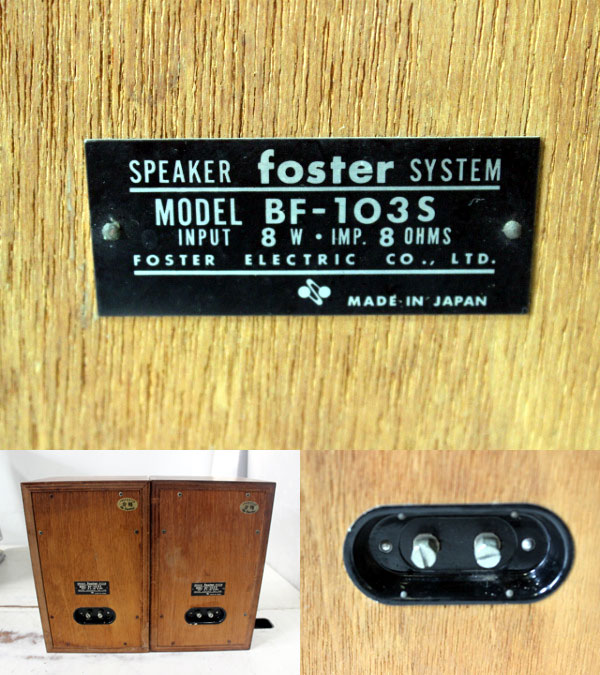 SPEAKER foster SYSTEM
MODEL BF-103S
INPUT 8 W · IMP. 8 OHMS
FOSTER ELECTRIC CO., LTD.
MADE IN JAPAN